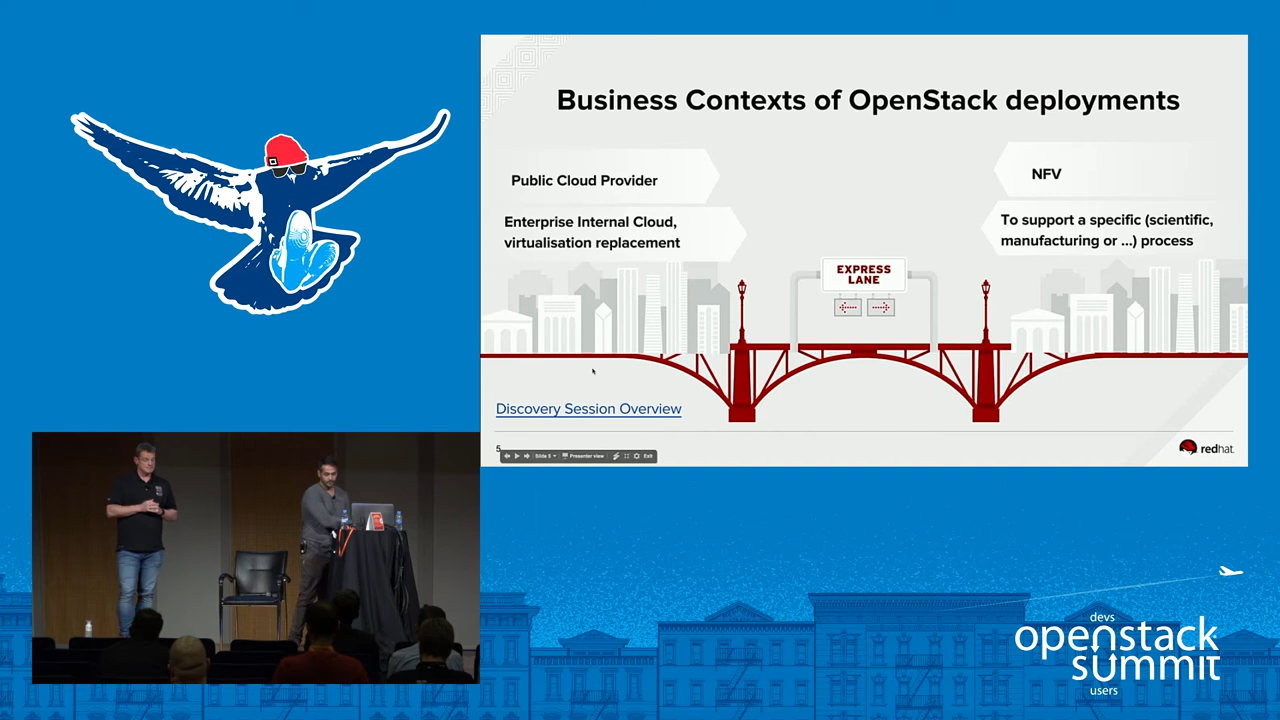 Business Contexts of OpenStack deployments
Public Cloud Provider
Enterprise Internal Cloud,
virtualisation replacement
NFV
To support a specific (scientific,
manufacturing or ...) process
EXPRESS
LANE
Discovery Session Overview
5
Slide 5
Presenter view
Exit
redhat.
devs
openstack
summit
users